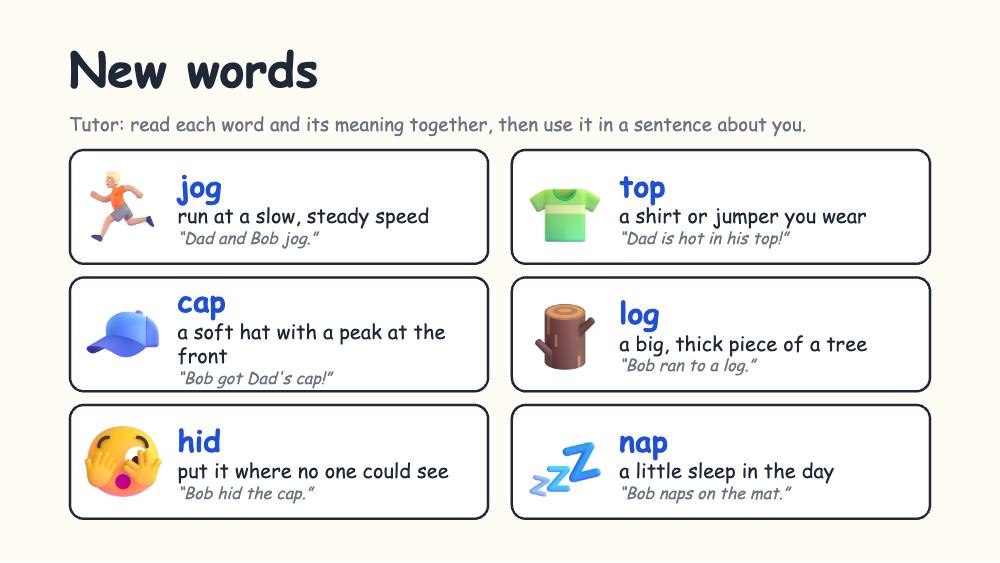 New words
Tutor: read each word and its meaning together, then use it in a sentence about you.
jog
run at a slow, steady speed
“Dad and Bob jog.”
top
a shirt or jumper you wear
“Dad is hot in his top!”
cap
a soft hat with a peak at the
front
“Bob got Dad's cap!”
log
a big, thick piece of a tree
“Bob ran to a log.”
hid
put it where no one could see
“Bob hid the cap.”
nap
a little sleep in the day
“Bob naps on the mat.”